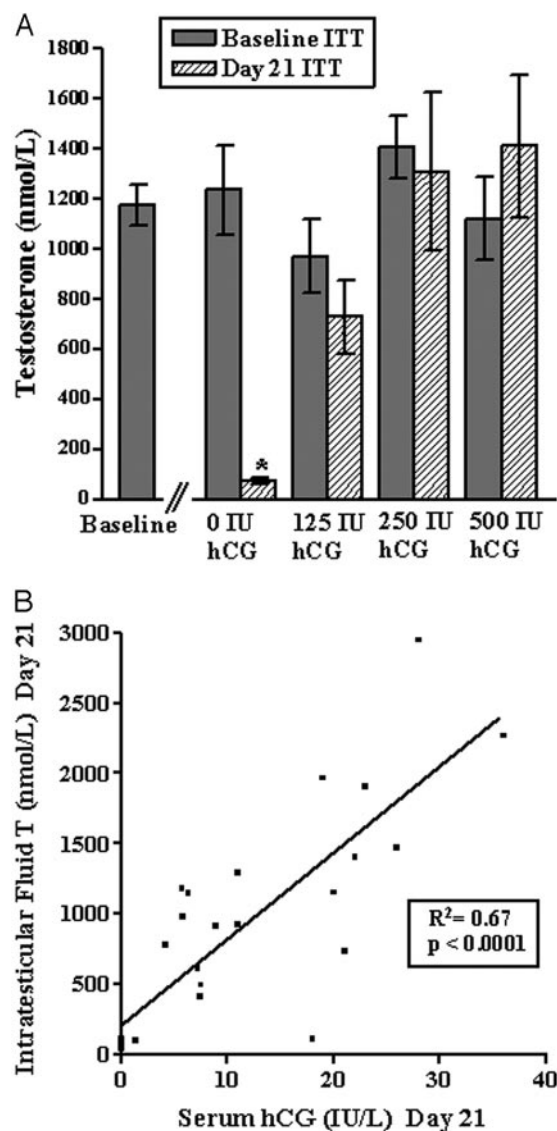 A
Baseline ITT
Day 21 ITT
Testosterone (nmol/L)
1800
1600
1400
1200
1000
800
600
400
200
0
*
Baseline // 0 IU 125 IU 250 IU 500 IU
hCG hCG hCG hCG
B
Intratesticular Fluid T (nmol/L) Day 21
3000
2500
2000
1500
1000
500
0
R²= 0.67
p < 0.0001
0 10 20 30 40
Serum hCG (IU/L) Day 21